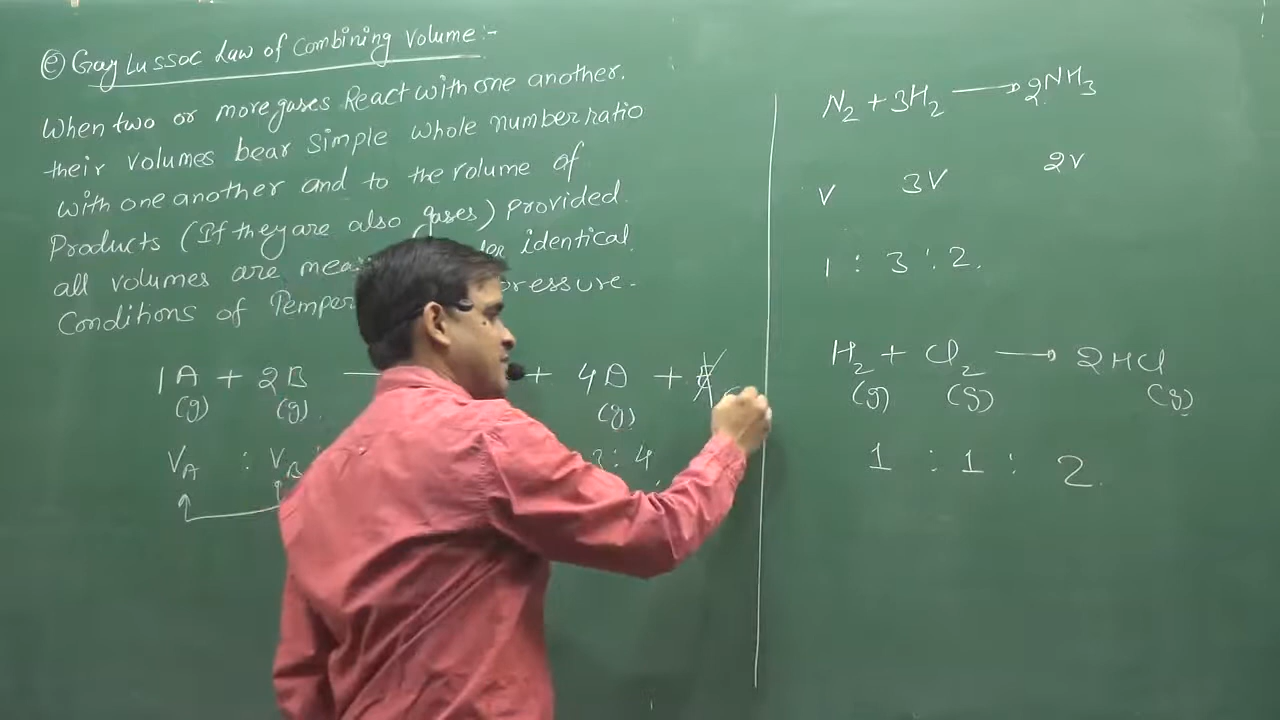 e Gay Lussac Law of Combining Volume:-
When two or more gases React with one another.
their volumes bear simple whole number ratio
with one another and to the volume of
Products (If they are also gases) provided.
all volumes are identical.
Conditions of pressure.
1A + 2B + 4D +
(g) (g) (g)
VA : VB : 4
N2 + 3H2 → 2NH3
V 3V 2V
1 : 3 : 2.
H2 + Cl2 → 2HCl
(g) (g) (g)
1 : 1 : 2.